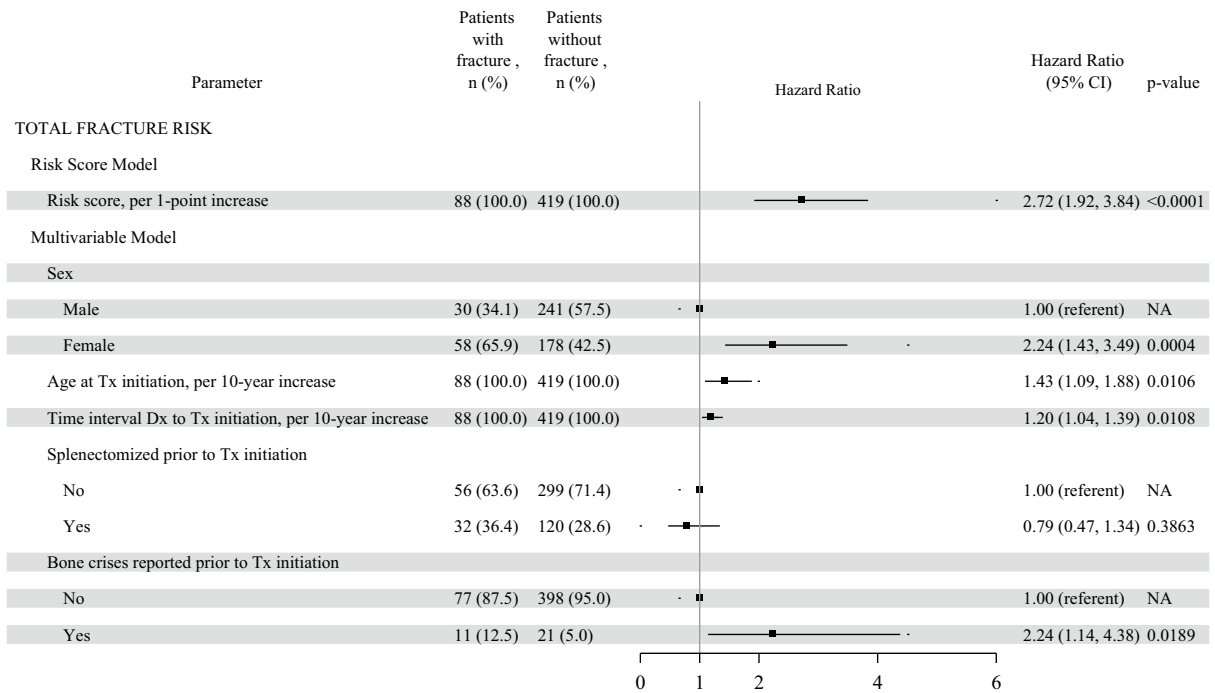 Patients Patients
with without
fracture , fracture , Hazard Ratio
Parameter n (%) n (%) Hazard Ratio (95% CI) p-value
TOTAL FRACTURE RISK
Risk Score Model
Risk score, per 1-point increase 88 (100.0) 419 (100.0) 2.72 (1.92, 3.84) <0.0001
Multivariable Model
Sex
Male 30 (34.1) 241 (57.5) 1.00 (referent) NA
Female 58 (65.9) 178 (42.5) 2.24 (1.43, 3.49) 0.0004
Age at Tx initiation, per 10-year increase 88 (100.0) 419 (100.0) 1.43 (1.09, 1.88) 0.0106
Time interval Dx to Tx initiation, per 10-year increase 88 (100.0) 419 (100.0) 1.20 (1.04, 1.39) 0.0108
Splenectomized prior to Tx initiation
No 56 (63.6) 299 (71.4) 1.00 (referent) NA
Yes 32 (36.4) 120 (28.6) 0.79 (0.47, 1.34) 0.3863
Bone crises reported prior to Tx initiation
No 77 (87.5) 398 (95.0) 1.00 (referent) NA
Yes 11 (12.5) 21 (5.0) 2.24 (1.14, 4.38) 0.0189
0 1 2 4 6